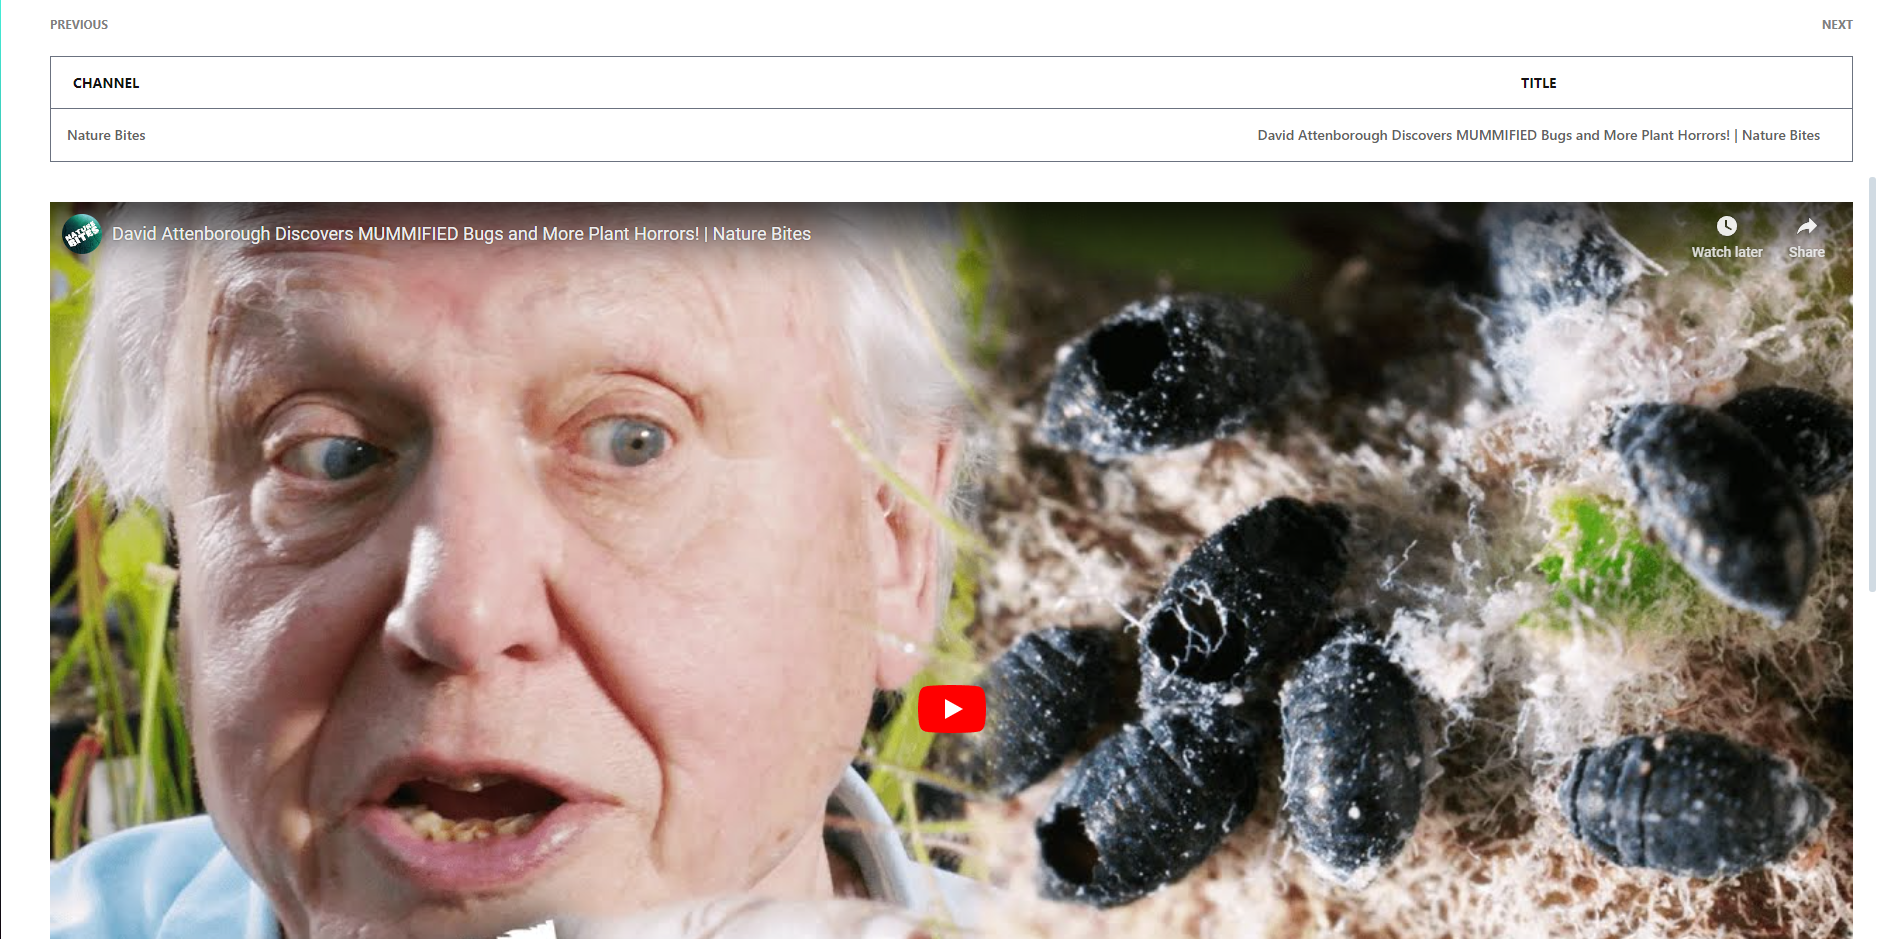 PREVIOUS
NEXT
CHANNEL
TITLE
Nature Bites
David Attenborough Discovers MUMMIFIED Bugs and More Plant Horrors! | Nature Bites
NATURE BITES
David Attenborough Discovers MUMMIFIED Bugs and More Plant Horrors! | Nature Bites
Watch later
Share